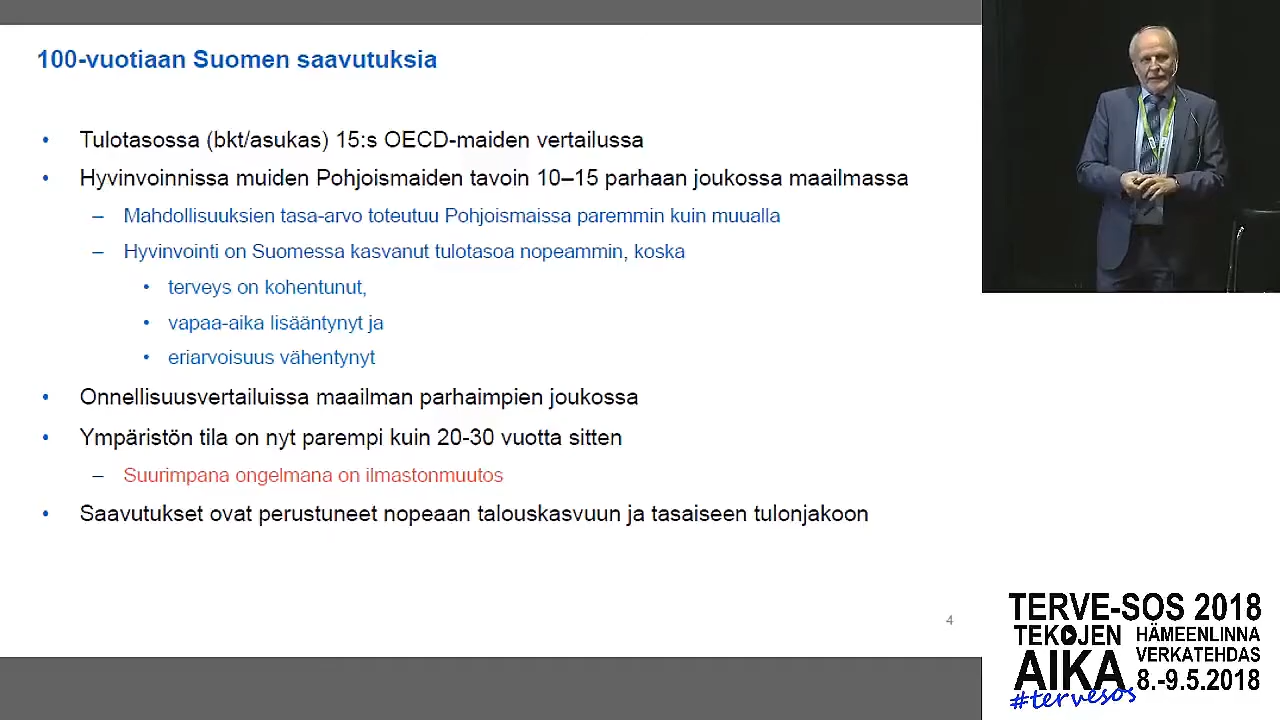 100-vuotiaan Suomen saavutuksia
• Tulotasossa (bkt/asukas) 15:s OECD-maiden vertailussa
• Hyvinvoinnissa muiden Pohjoismaiden tavoin 10–15 parhaan joukossa maailmassa
– Mahdollisuuksien tasa-arvo toteutuu Pohjoismaissa paremmin kuin muualla
– Hyvinvointi on Suomessa kasvanut tulotasoa nopeammin, koska
• terveys on kohentunut,
• vapaa-aika lisääntynyt ja
• eriarvoisuus vähentynyt
• Onnellisuusvertailuissa maailman parhaimpien joukossa
• Ympäristön tila on nyt parempi kuin 20-30 vuotta sitten
– Suurimpana ongelmana on ilmastonmuutos
• Saavutukset ovat perustuneet nopeaan talouskasvuun ja tasaiseen tulonjakoon
4
TERVE-SOS 2018
TEKOJEN
AIKA
HÄMEENLINNA
VERKATEHDAS
8.-9.5.2018
#tervesos